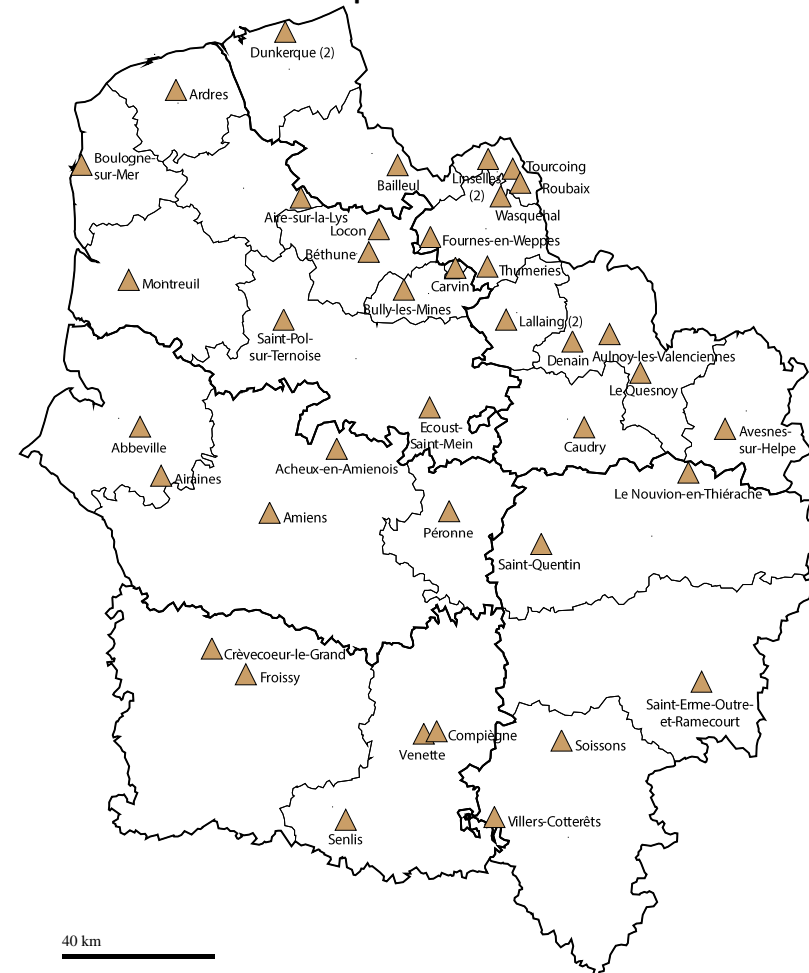 Dunkerque (2)
Ardres
Boulogne-
sur-Mer
Bailleul
Linselles
(2)
Tourcoing
Roubaix
Wasquehal
Aire-sur-la-Lys
Locon
Béthune
Fournes-en-Weppes
Thumeries
Carvin
Bully-les-Mines
Montreuil
Saint-Pol-
sur-Ternoise
Lallaing (2)
Denain
Aulnoy-les-Valenciennes
Le Quesnoy
Ecoust-
Saint-Mein
Caudry
Avesnes-
sur-Helpe
Abbeville
Airaines
Acheux-en-Amienois
Amiens
Péronne
Le Nouvion-en-Thiérache
Saint-Quentin
Crèvecoeur-le-Grand
Froissy
Saint-Erme-Outre-
et-Ramecourt
Compiègne
Venette
Soissons
Senlis
Villers-Cotterêts
40 km